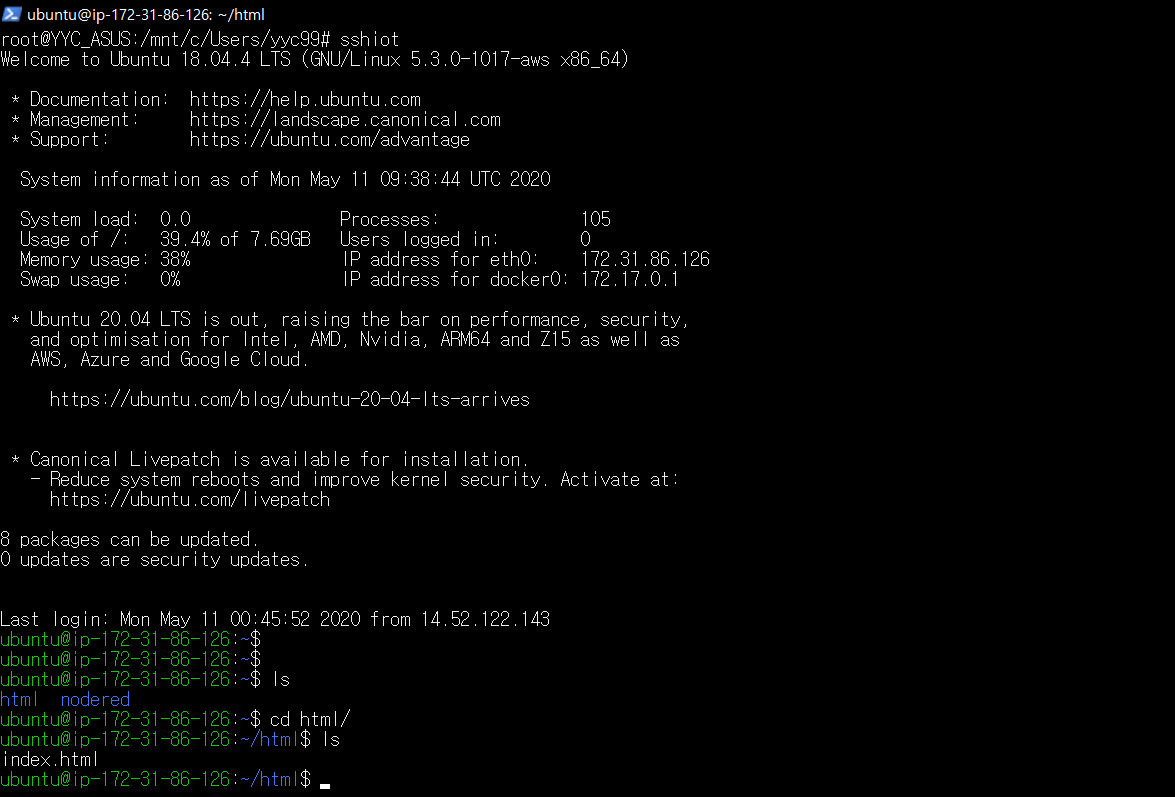 ubuntu@ip-172-31-86-126: ~/html
root@YYC_ASUS:/mnt/c/Users/yyc99# sshiot
Welcome to Ubuntu 18.04.4 LTS (GNU/Linux 5.3.0-1017-aws x86_64)
* Documentation:  https://help.ubuntu.com
* Management:     https://landscape.canonical.com
* Support:        https://ubuntu.com/advantage
System information as of Mon May 11 09:38:44 UTC 2020
System load:  0.0               Processes:              105
Usage of /:   39.4% of 7.69GB   Users logged in:        0
Memory usage: 38%               IP address for eth0:    172.31.86.126
Swap usage:   0%                IP address for docker0: 172.17.0.1
* Ubuntu 20.04 LTS is out, raising the bar on performance, security,
and optimisation for Intel, AMD, Nvidia, ARM64 and Z15 as well as
AWS, Azure and Google Cloud.
https://ubuntu.com/blog/ubuntu-20-04-lts-arrives
* Canonical Livepatch is available for installation.
- Reduce system reboots and improve kernel security. Activate at:
https://ubuntu.com/livepatch
8 packages can be updated.
0 updates are security updates.
Last login: Mon May 11 00:45:52 2020 from 14.52.122.143
ubuntu@ip-172-31-86-126:~$
ubuntu@ip-172-31-86-126:~$
ubuntu@ip-172-31-86-126:~$ ls
html  nodered
ubuntu@ip-172-31-86-126:~$ cd html/
ubuntu@ip-172-31-86-126:~/html$ ls
index.html
ubuntu@ip-172-31-86-126:~/html$